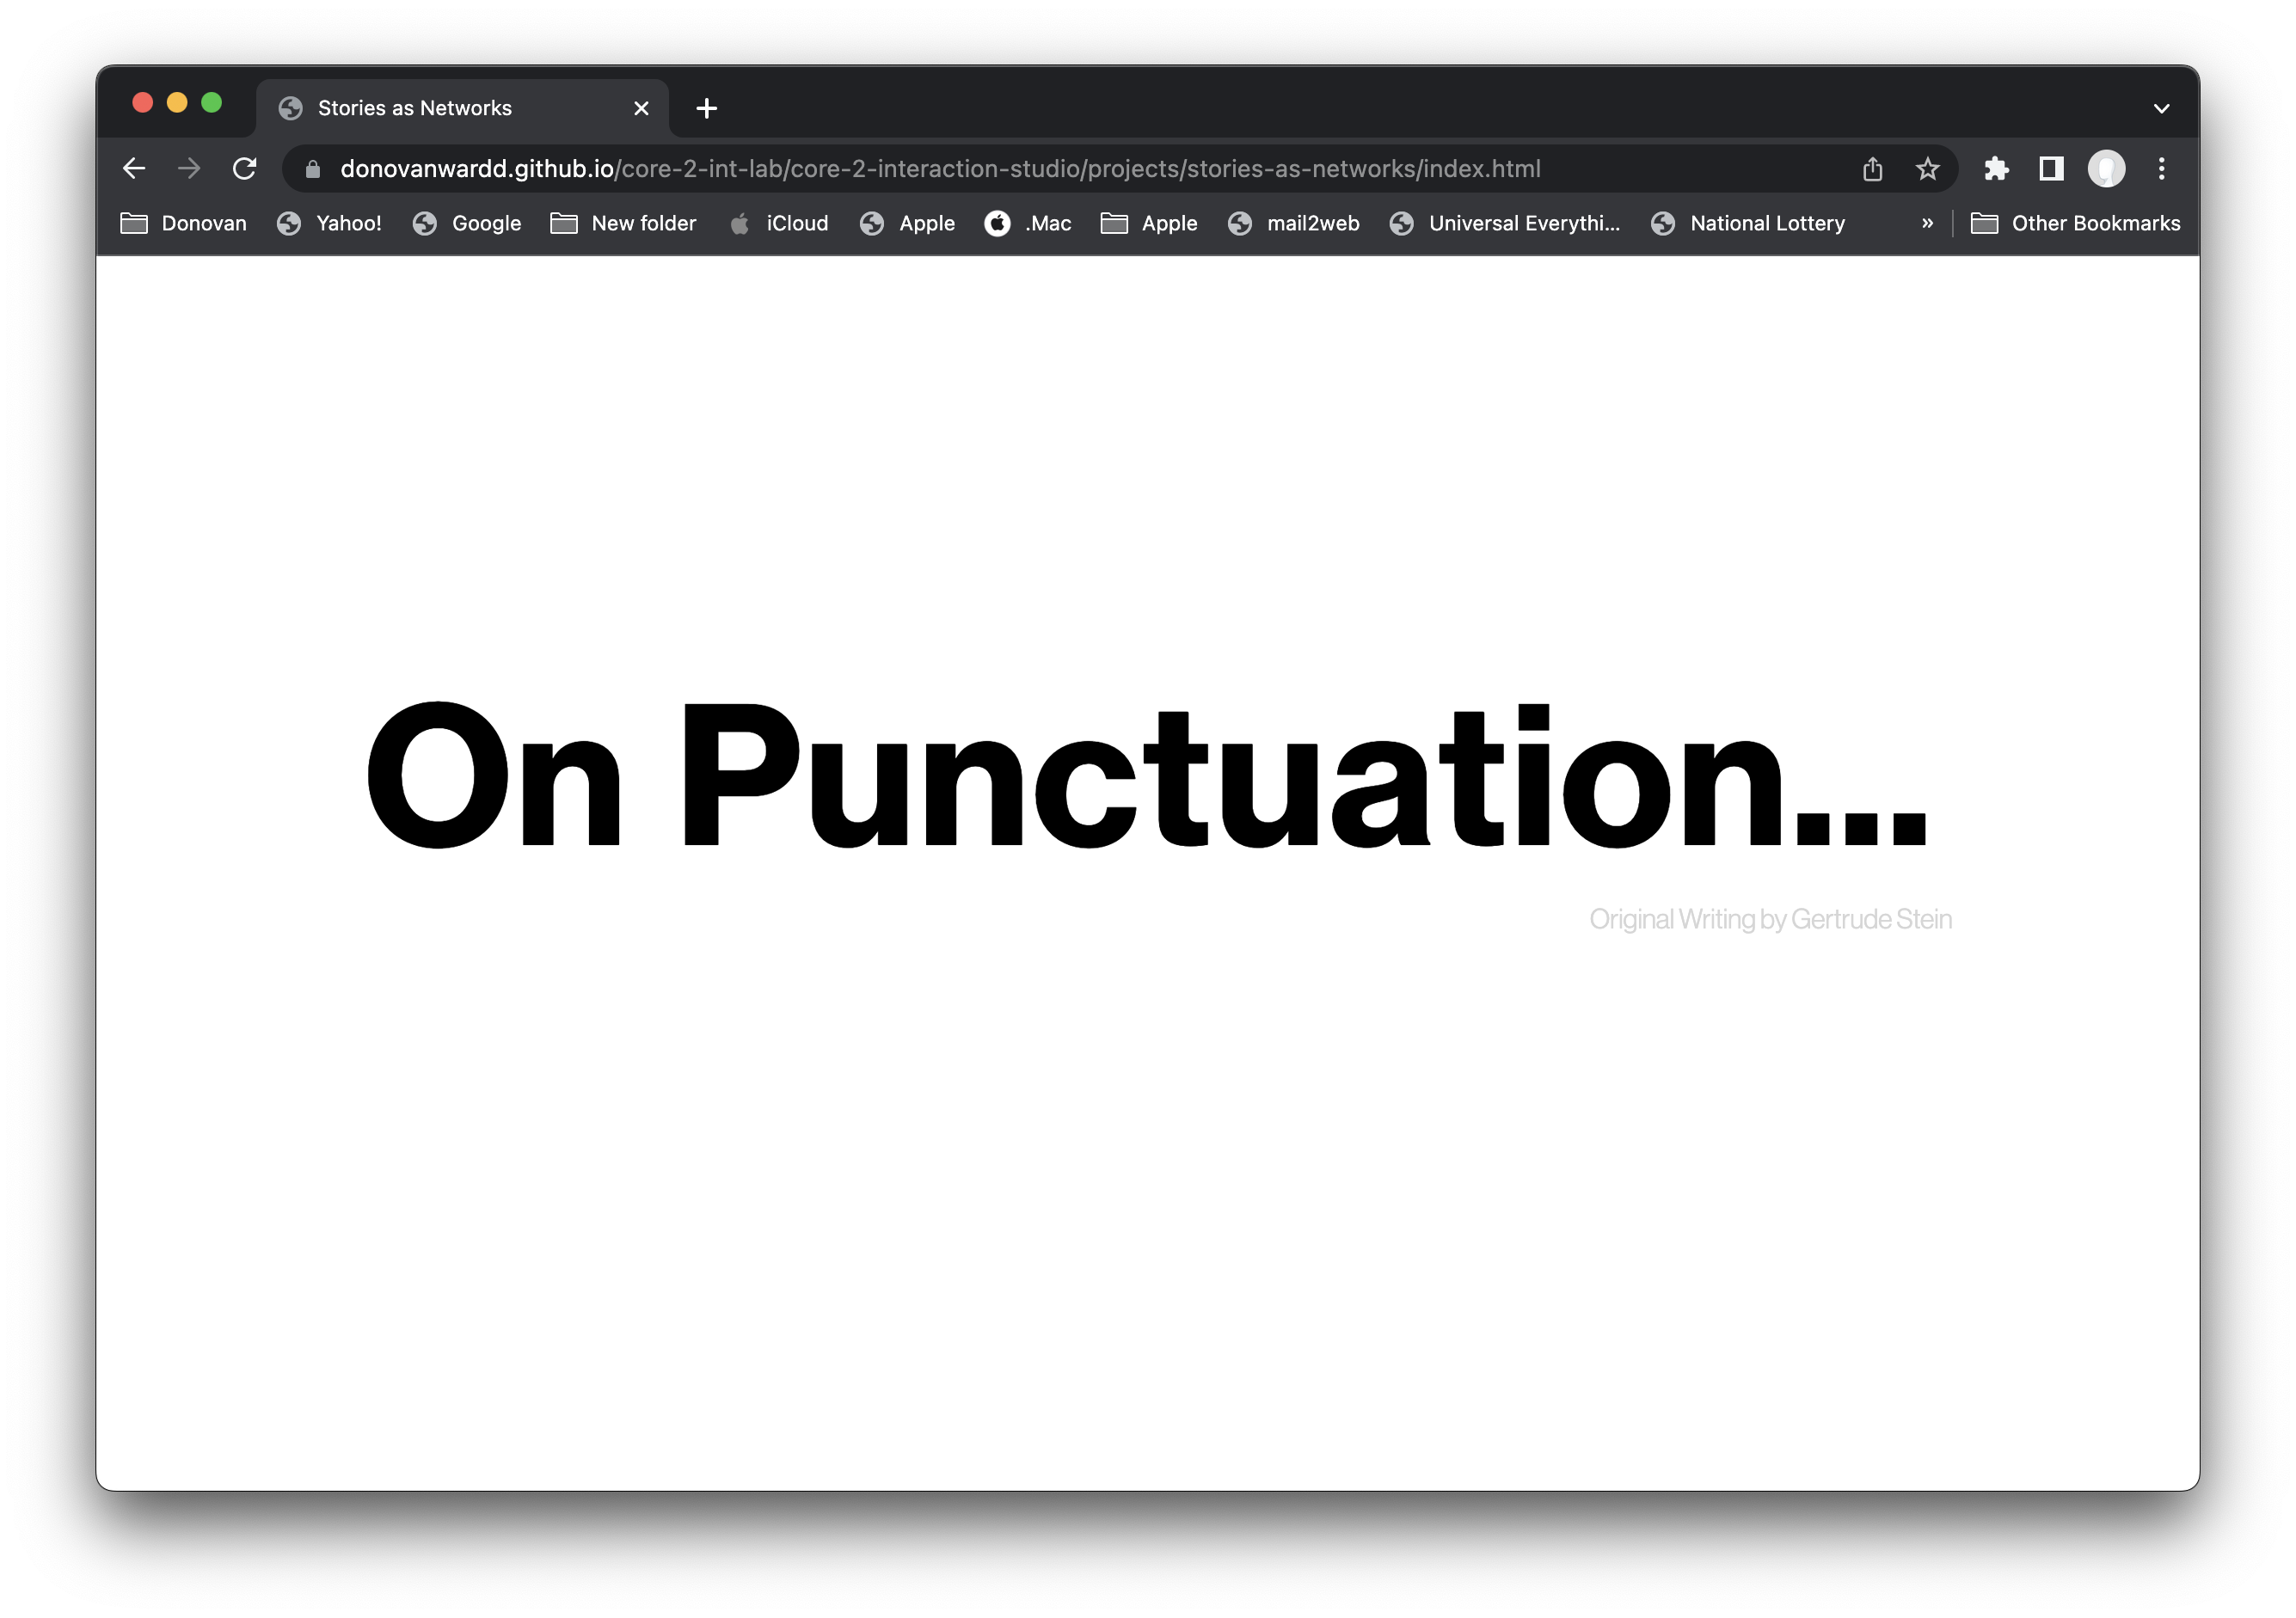 Stories as Networks
donovanwardd.github.io/core-2-int-lab/core-2-interaction-studio/projects/stories-as-networks/index.html
Donovan Yahoo! Google New folder iCloud Apple .Mac Apple mail2web Universal Everythi... National Lottery » Other Bookmarks
On Punctuation...
Original Writing by Gertrude Stein